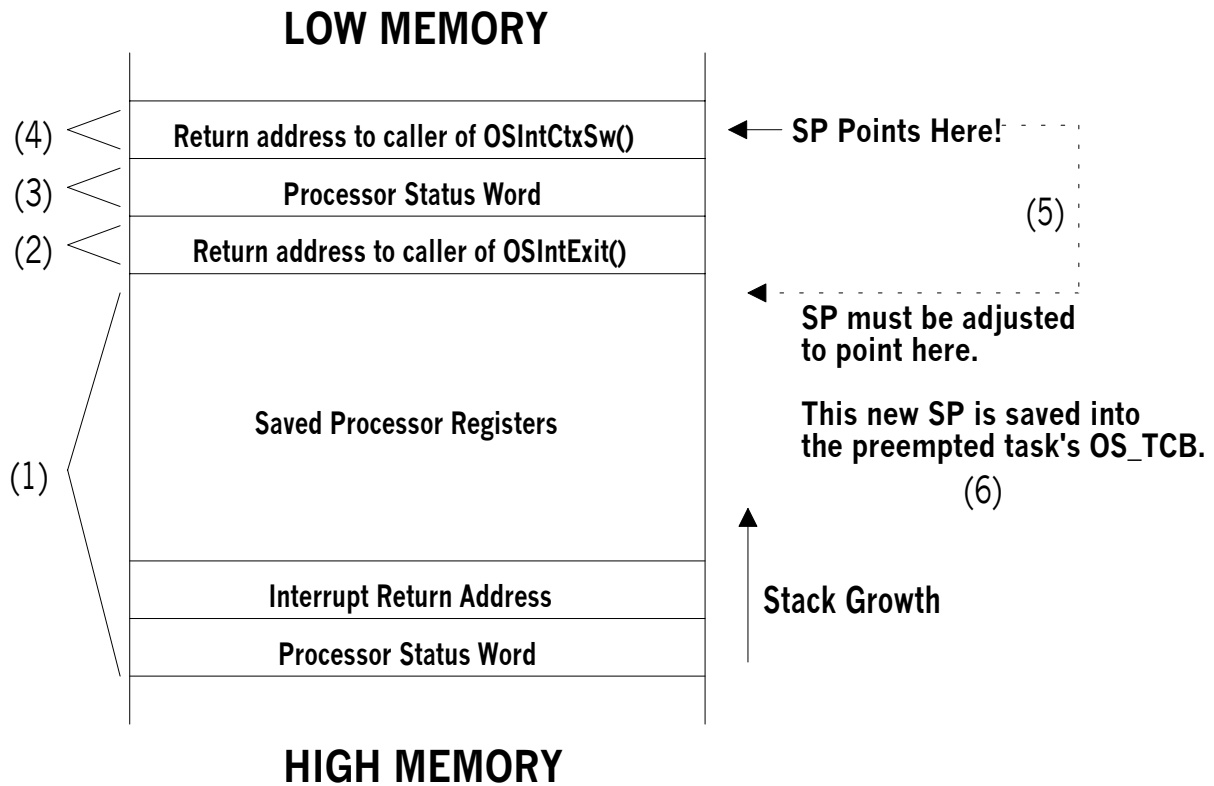 LOW MEMORY
(4)
Return address to caller of OSIntCtxSw()
SP Points Here!
(3)
Processor Status Word
(5)
(2)
Return address to caller of OSIntExit()
SP must be adjusted
to point here.
Saved Processor Registers
This new SP is saved into
the preempted task's OS_TCB.
(1)
(6)
Interrupt Return Address
Stack Growth
Processor Status Word
HIGH MEMORY